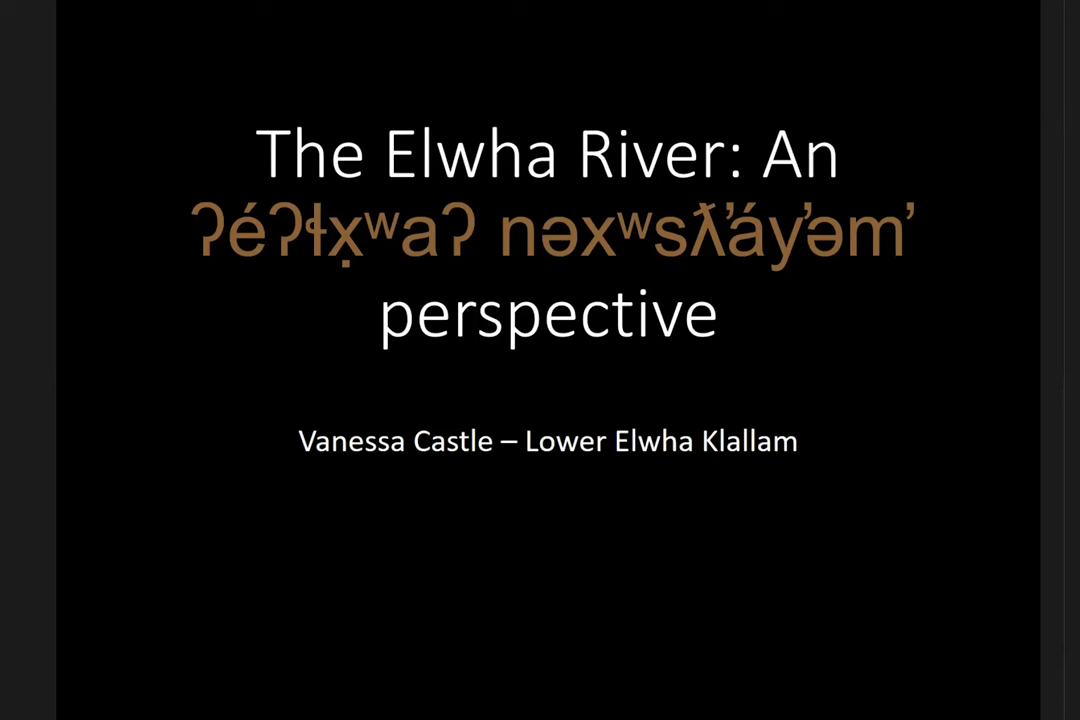 The Elwha River: An
ʔéʔɬx̣ʷaʔ nəxʷsƛ̕áy̕əm̕
perspective
Vanessa Castle – Lower Elwha Klallam